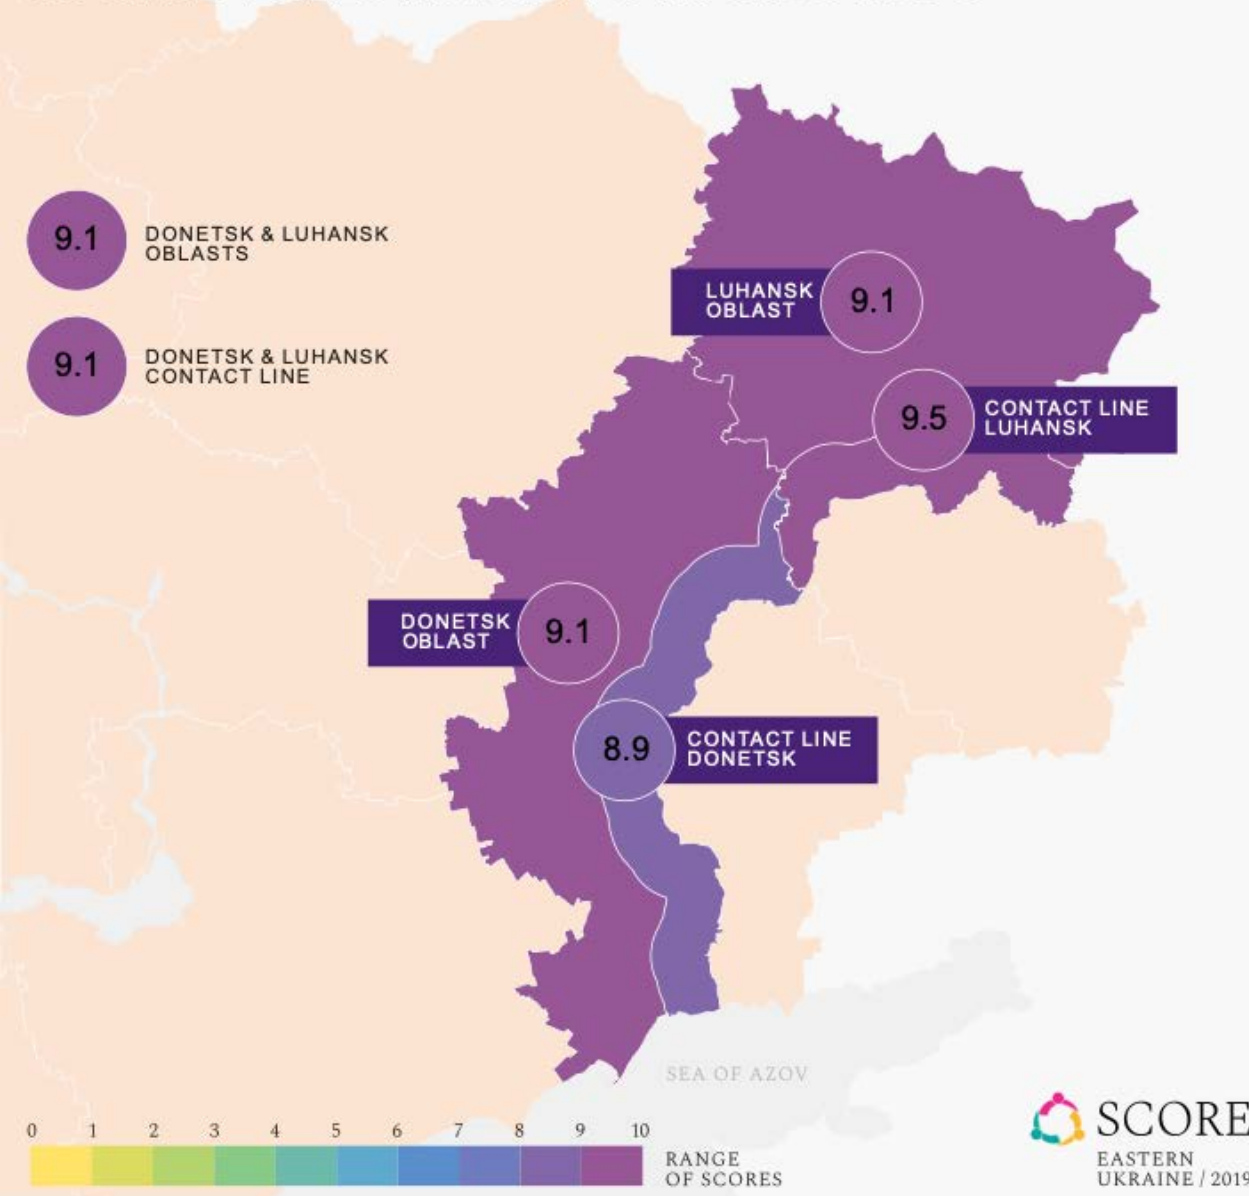 9.1
DONETSK & LUHANSK
OBLASTS
9.1
DONETSK & LUHANSK
CONTACT LINE
LUHANSK
OBLAST
9.1
9.5
CONTACT LINE
LUHANSK
DONETSK
OBLAST
9.1
8.9
CONTACT LINE
DONETSK
SEA OF AZOV
0 1 2 3 4 5 6 7 8 9 10
RANGE
OF SCORES
SCORE
EASTERN
UKRAINE / 2019